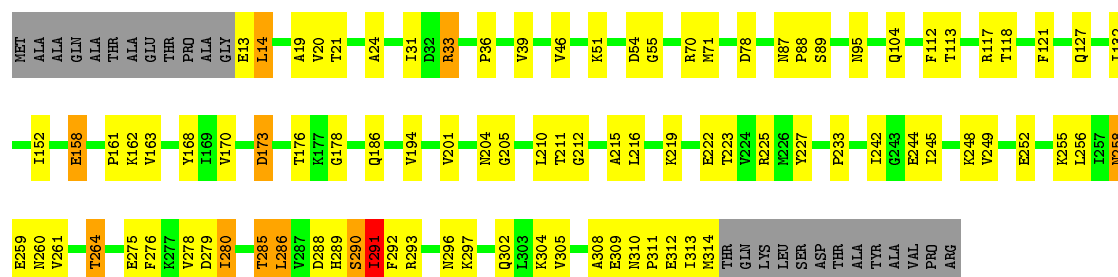 MET ALA ALA GLN ALA THR ALA GLU THR PRO ALA GLY E13 L14 A19 V20 T21 A24 I31 D32 R33 P36 V39 V46 K51 D54 G55 R70 M71 D78 N87 P88 S89 N95 Q104 F112 T113 R117 T118 F121 Q127
I152 E158 P161 K162 V163 Y168 I169 V170 D173 T176 K177 G178 Q186 V194 V201 N204 G205 L210 T211 G212 A215 L216 K219 E222 T223 V224 R225 M226 Y227 P233 I242 G243 E244 I245 K248 V249 E252 K255 L256 I257 N258
E259 N260 V261 T264 E275 F276 K277 V278 D279 I280 T285 L286 V287 D288 H289 S290 I291 F292 R293 N296 K297 Q302 L303 K304 V305 A308 E309 N310 P311 E312 I313 M314 THR GLN LYS LEU SER ASP THR ALA TYR ALA VAL PRO ARG